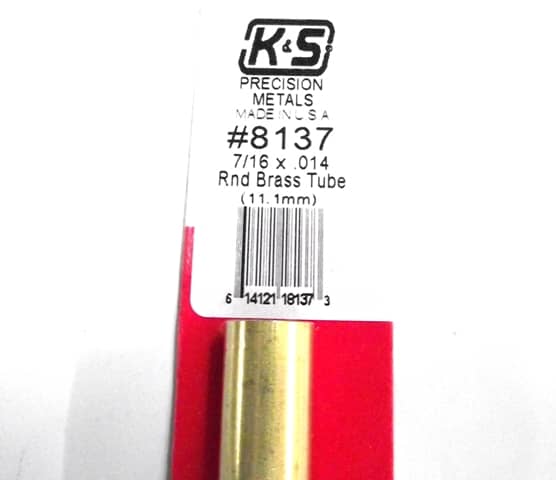 K&S
PRECISION
METALS
MADE IN U.S.A
#8137
7/16 x .014
Rnd Brass Tube
(11.1mm)
6 14121 18137 3